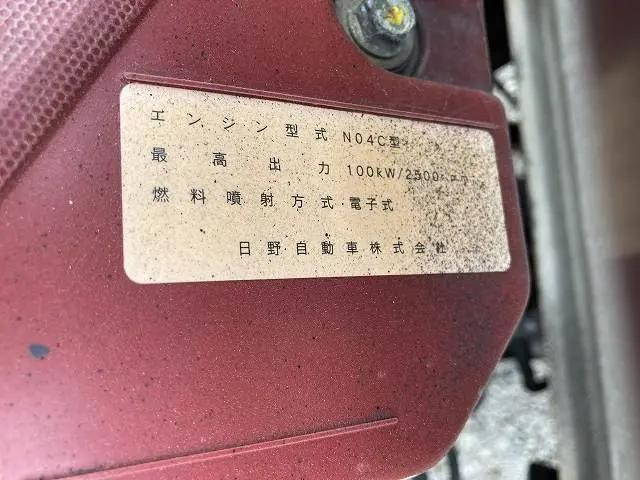 エンジン型式 N04C型
最高出力 100kW/2500
燃料噴射方式 電子式
日野自動車株式会社